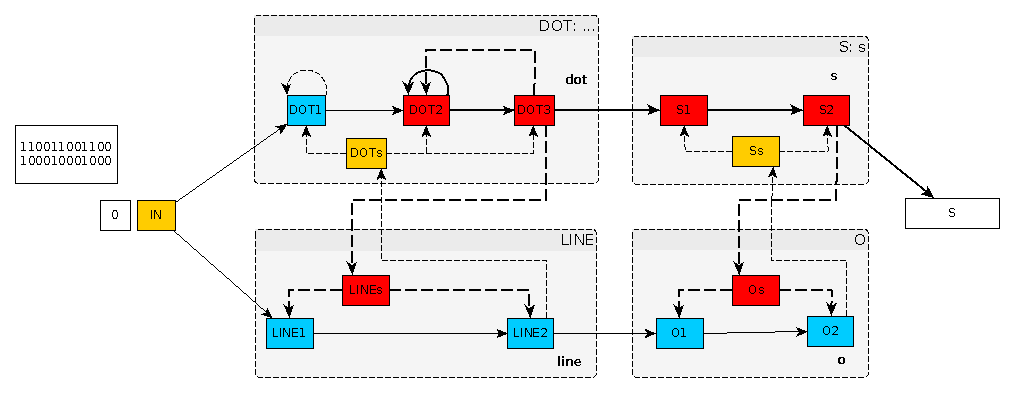 DOT: ...
S: s
dot
s
DOT1
DOT2
DOT3
S1
S2
110011001100
100010001000
DOTs
Ss
0
IN
S
LINE
O
LINEs
Os
LINE1
LINE2
O1
O2
line
o